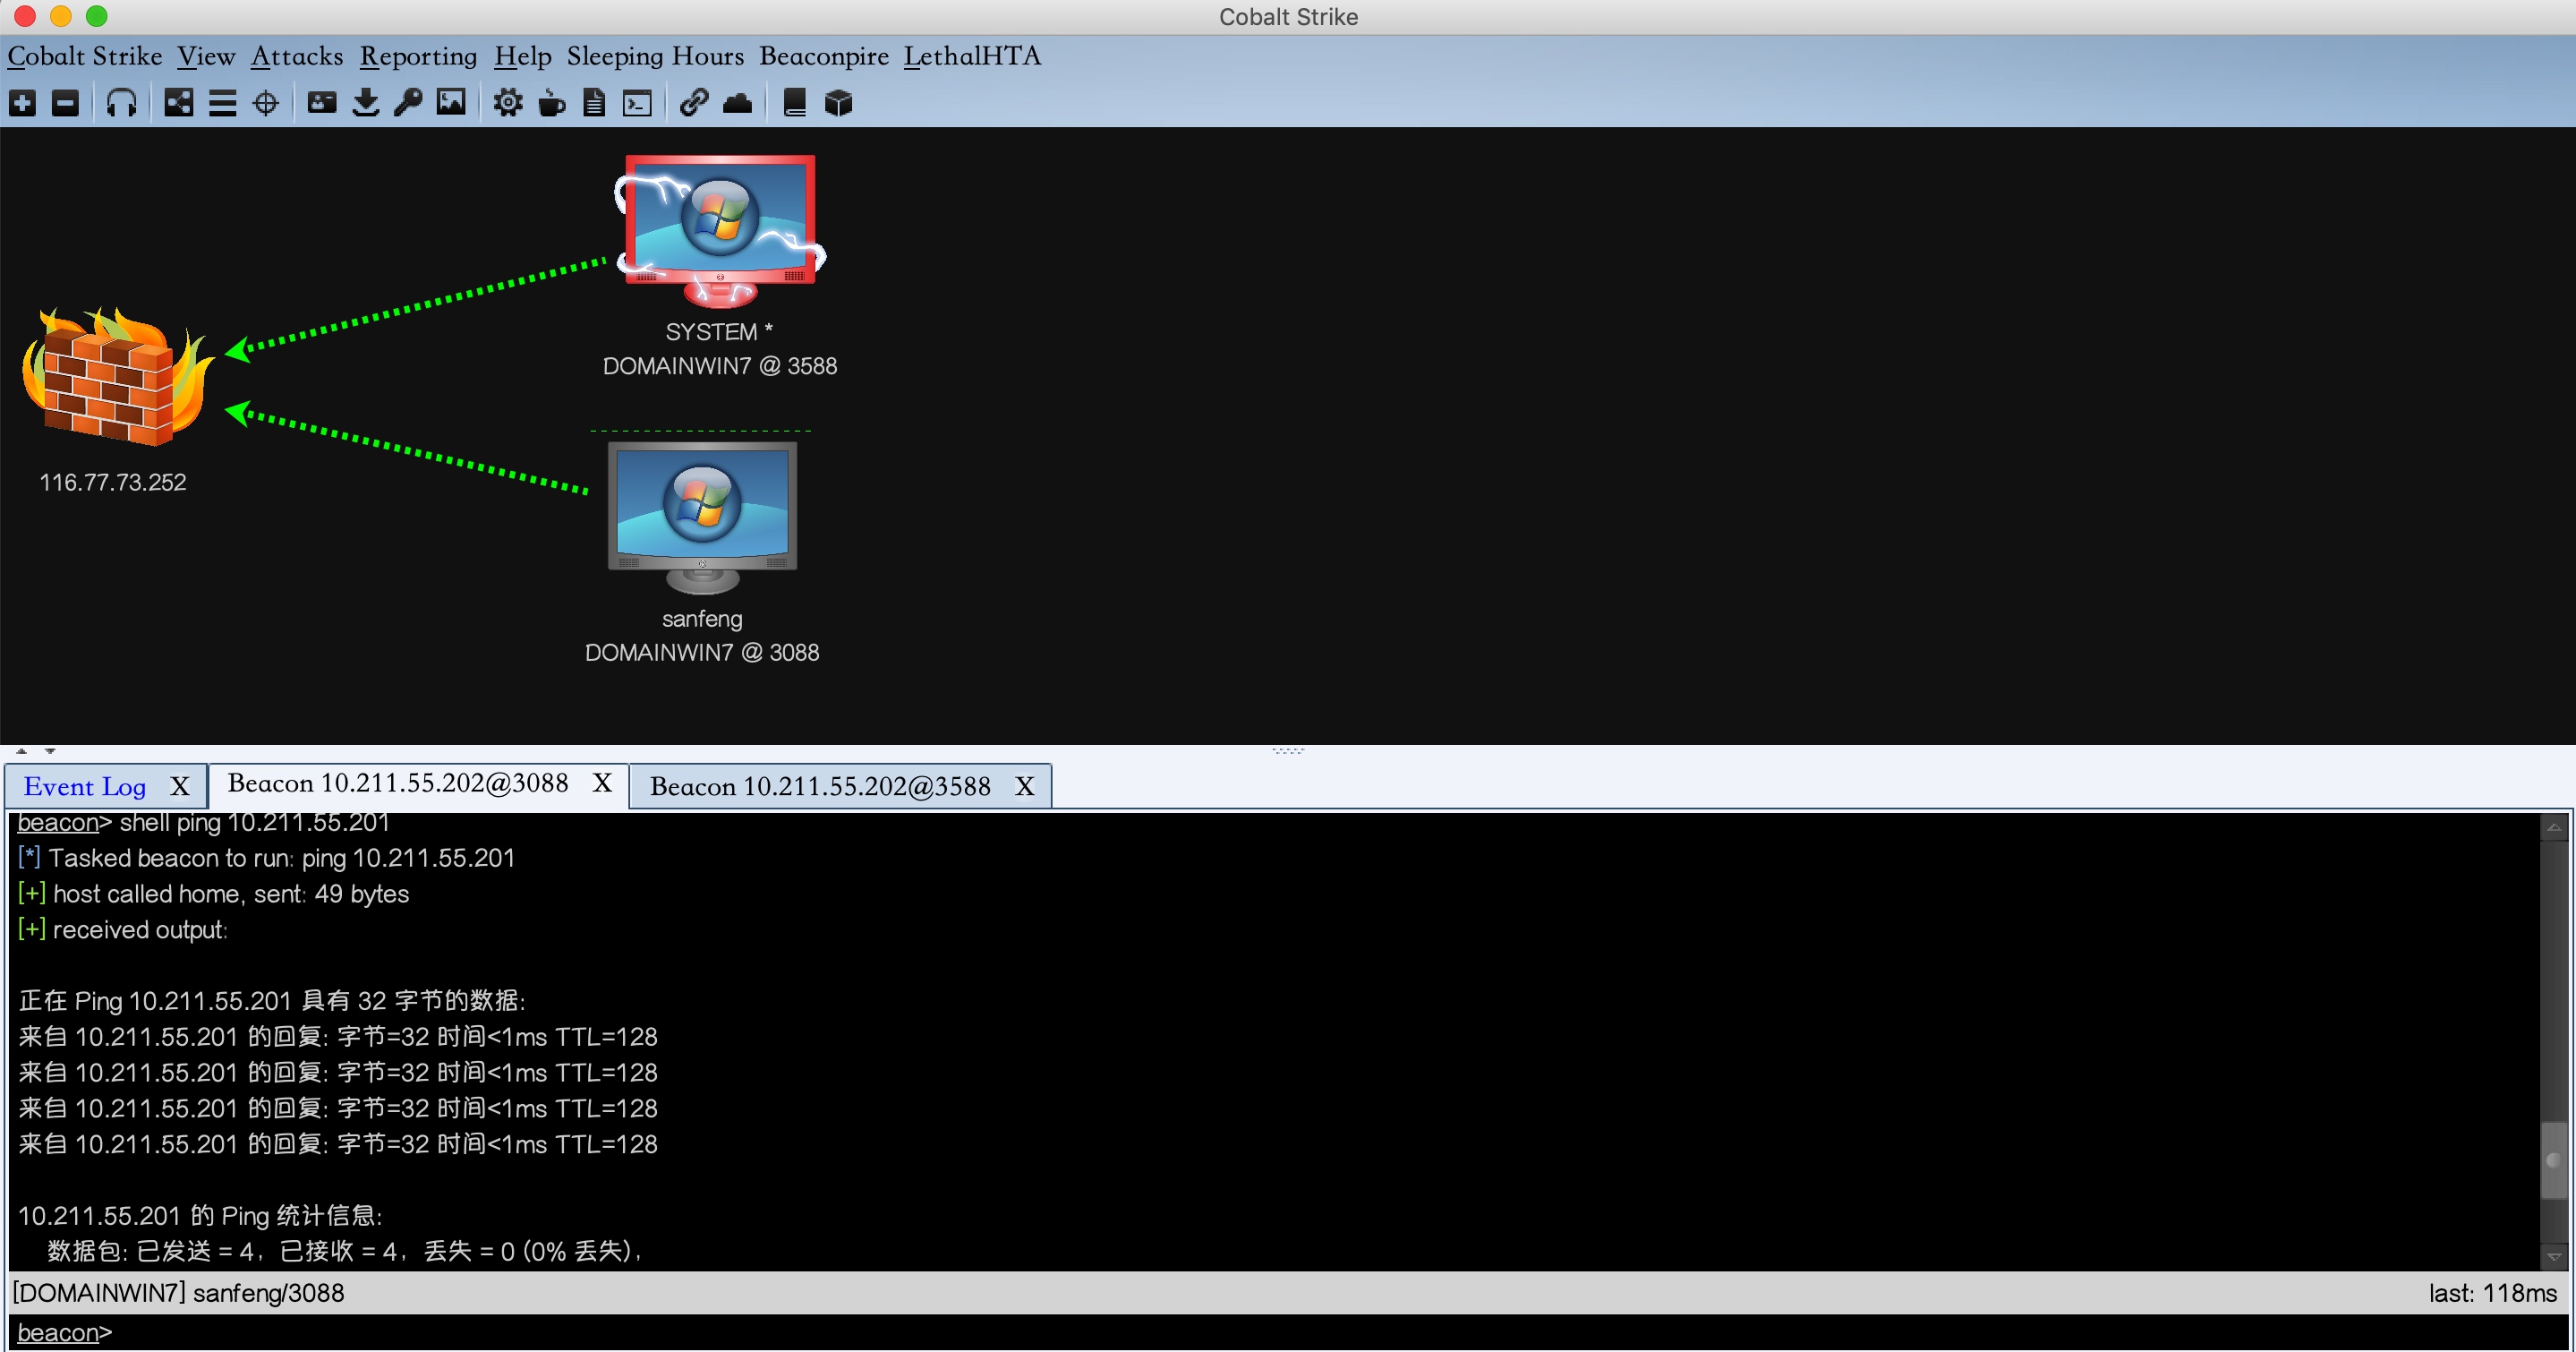 Cobalt Strike
Cobalt Strike View Attacks Reporting Help Sleeping Hours Beaconpire LethalHTA
SYSTEM *
DOMAINWIN7 @ 3588
116.77.73.252
sanfeng
DOMAINWIN7 @ 3088
Event Log X Beacon 10.211.55.202@3088 X Beacon 10.211.55.202@3588 X
beacon> shell ping 10.211.55.201
[*] Tasked beacon to run: ping 10.211.55.201
[+] host called home, sent: 49 bytes
[+] received output:
正在 Ping 10.211.55.201 具有 32 字节的数据:
来自 10.211.55.201 的回复: 字节=32 时间<1ms TTL=128
来自 10.211.55.201 的回复: 字节=32 时间<1ms TTL=128
来自 10.211.55.201 的回复: 字节=32 时间<1ms TTL=128
来自 10.211.55.201 的回复: 字节=32 时间<1ms TTL=128
10.211.55.201 的 Ping 统计信息:
数据包: 已发送 = 4，已接收 = 4，丢失 = 0 (0% 丢失)，
[DOMAINWIN7] sanfeng/3088 last: 118ms
beacon>